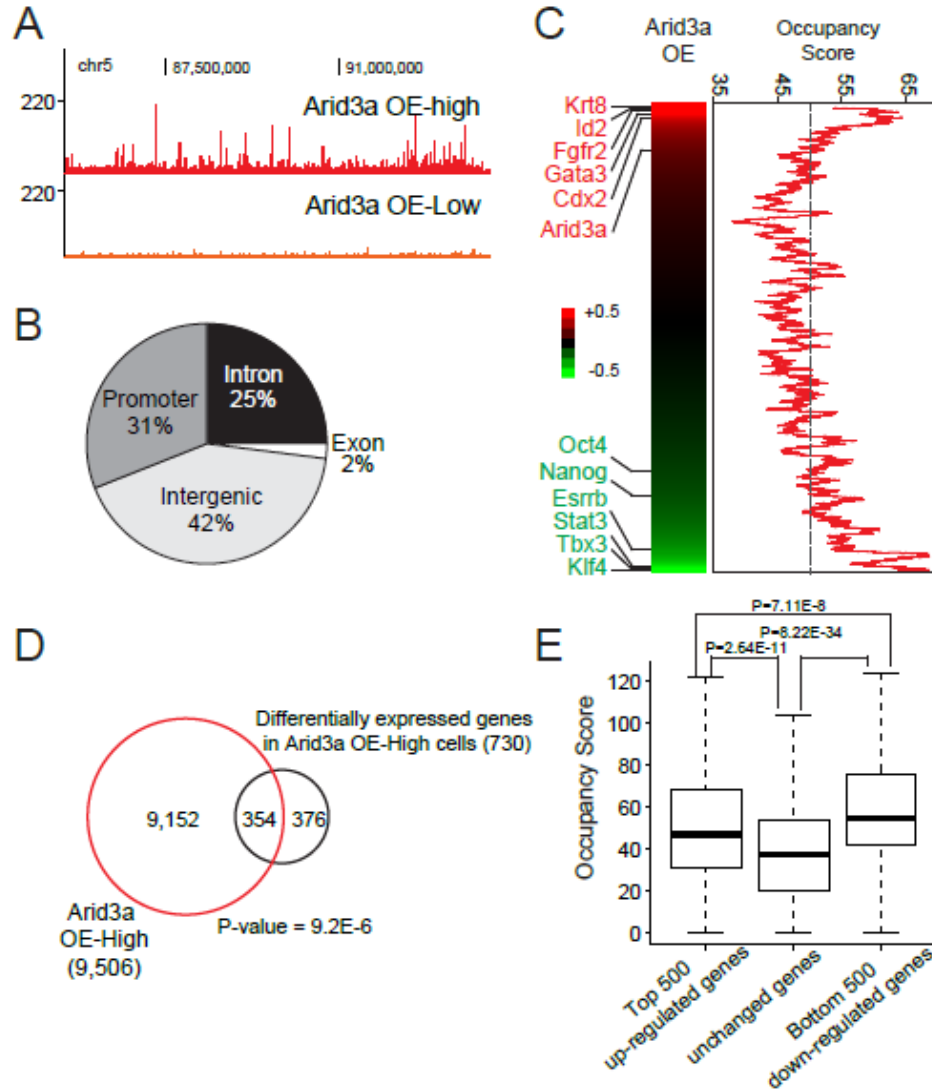 A
chr5
87,500,000
91,000,000
220
Arid3a OE-high
220
Arid3a OE-Low
B
Promoter
31%
Intron
25%
Exon
2%
Intergenic
42%
C
Arid3a
OE
Occupancy
Score
35
45
55
65
Krt8
Id2
Fgfr2
Gata3
Cdx2
Arid3a
+0.5
-0.5
Oct4
Nanog
Esrrb
Stat3
Tbx3
Klf4
D
Differentially expressed genes
in Arid3a OE-High cells (730)
9,152
354
376
Arid3a
OE-High
(9,506)
P-value = 9.2E-6
E
P=7.11E-8
P=8.22E-34
P=2.64E-11
Occupancy Score
120
100
80
60
40
20
0
Top 500
up-regulated genes
unchanged genes
Bottom 500
down-regulated genes